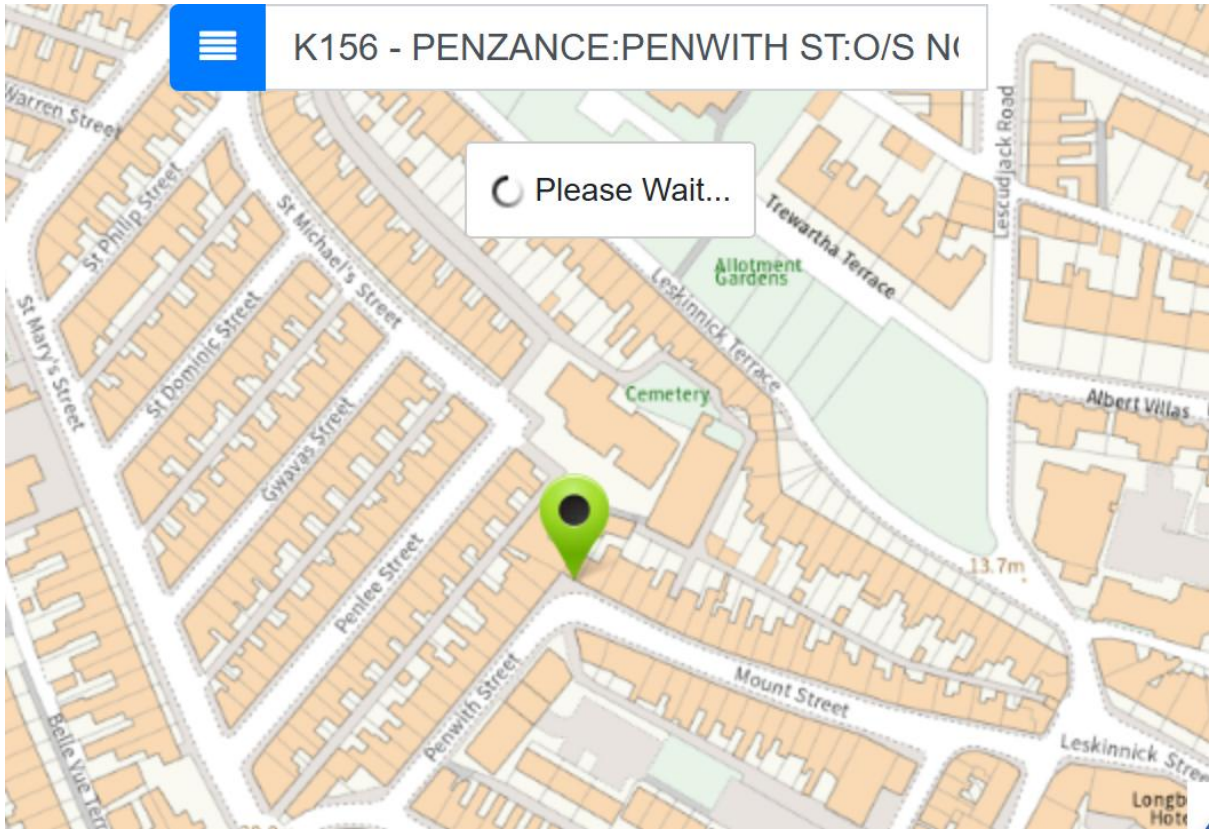 K156 - PENZANCE:PENWITH ST:O/S
Please Wait...
Warren Street
St Philip Street
St Michael's Street
Lescudjack Road
Trewartha Terrace
Allotment
Gardens
Leskinnick Terrace
St Mary's Street
St Dominic Street
Cemetery
Albert Villas
Gwavas Street
Penlee Street
13.7m
Penwith Street
Mount Street
Belle Vue Terr
Leskinnick Stree
Longb
Hote